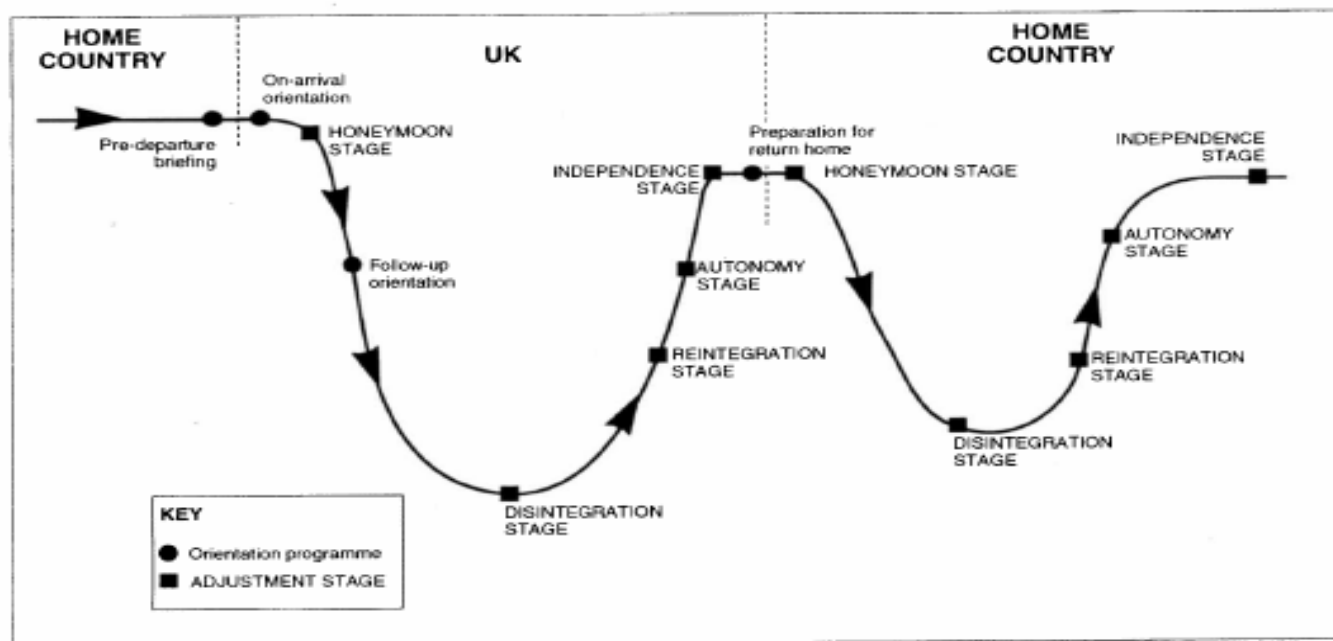 HOME
COUNTRY
UK
HOME
COUNTRY
On-arrival
orientation
Pre-departure
briefing
HONEYMOON
STAGE
Follow-up
orientation
DISINTEGRATION
STAGE
REINTEGRATION
STAGE
AUTONOMY
STAGE
INDEPENDENCE
STAGE
Preparation for
return home
HONEYMOON STAGE
DISINTEGRATION
STAGE
REINTEGRATION
STAGE
AUTONOMY
STAGE
INDEPENDENCE
STAGE
KEY
Orientation programme
ADJUSTMENT STAGE